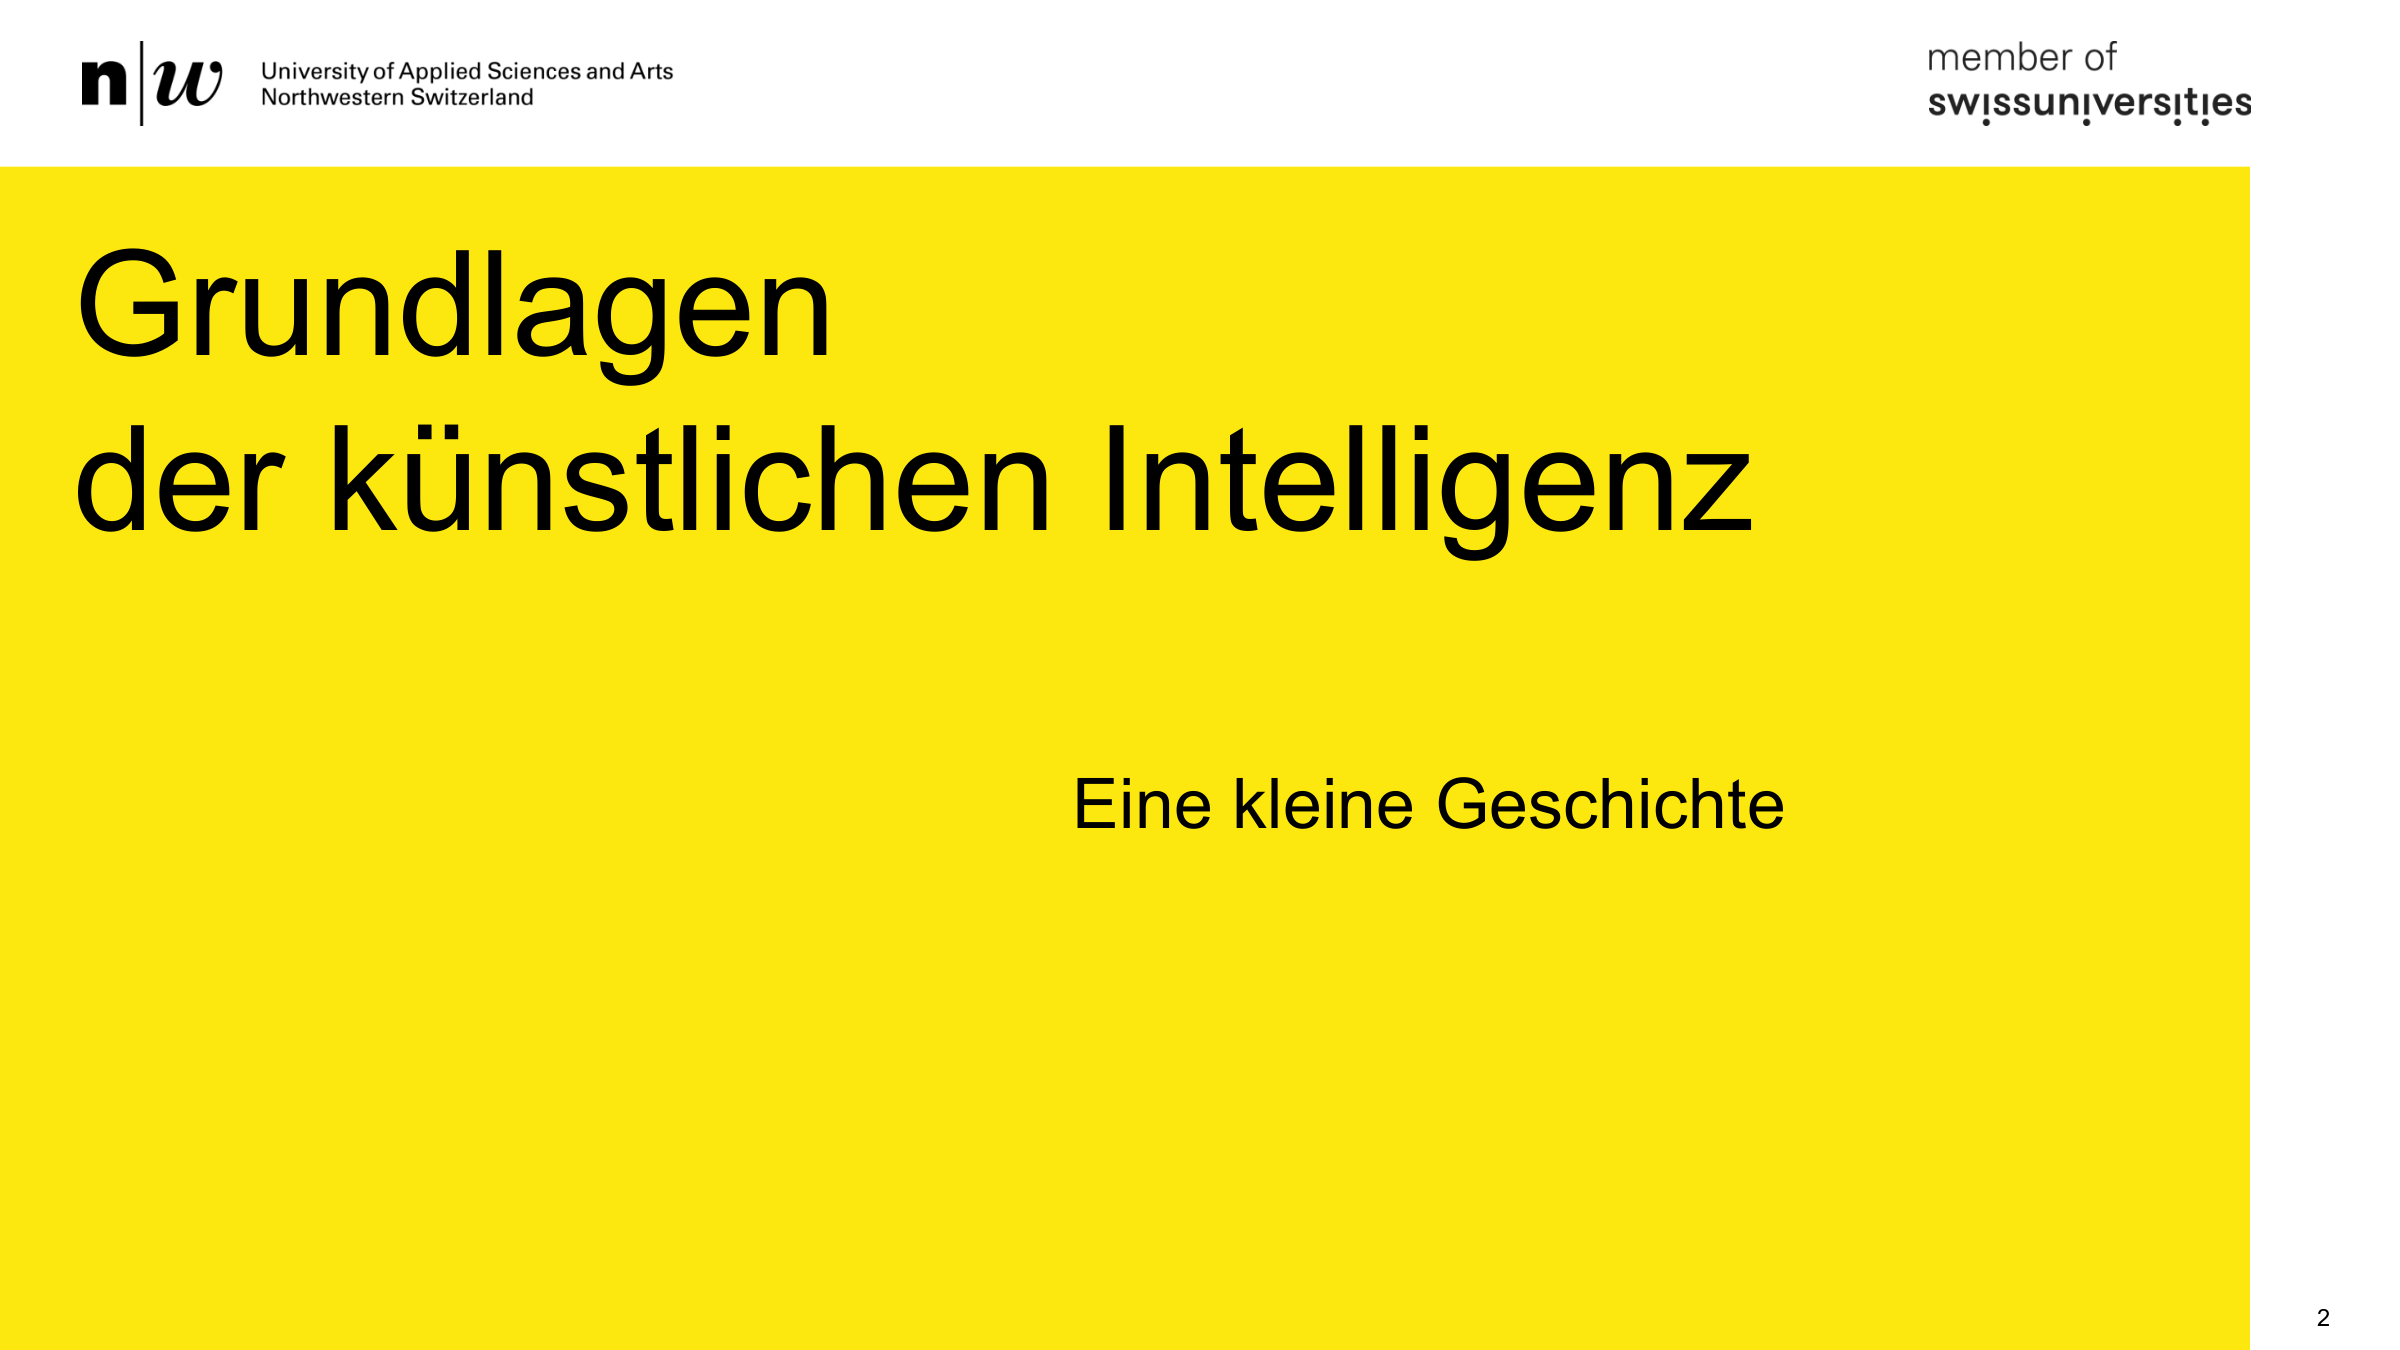 n|w University of Applied Sciences and Arts
Northwestern Switzerland
member of
swissuniversities
Grundlagen
der künstlichen Intelligenz
Eine kleine Geschichte
2